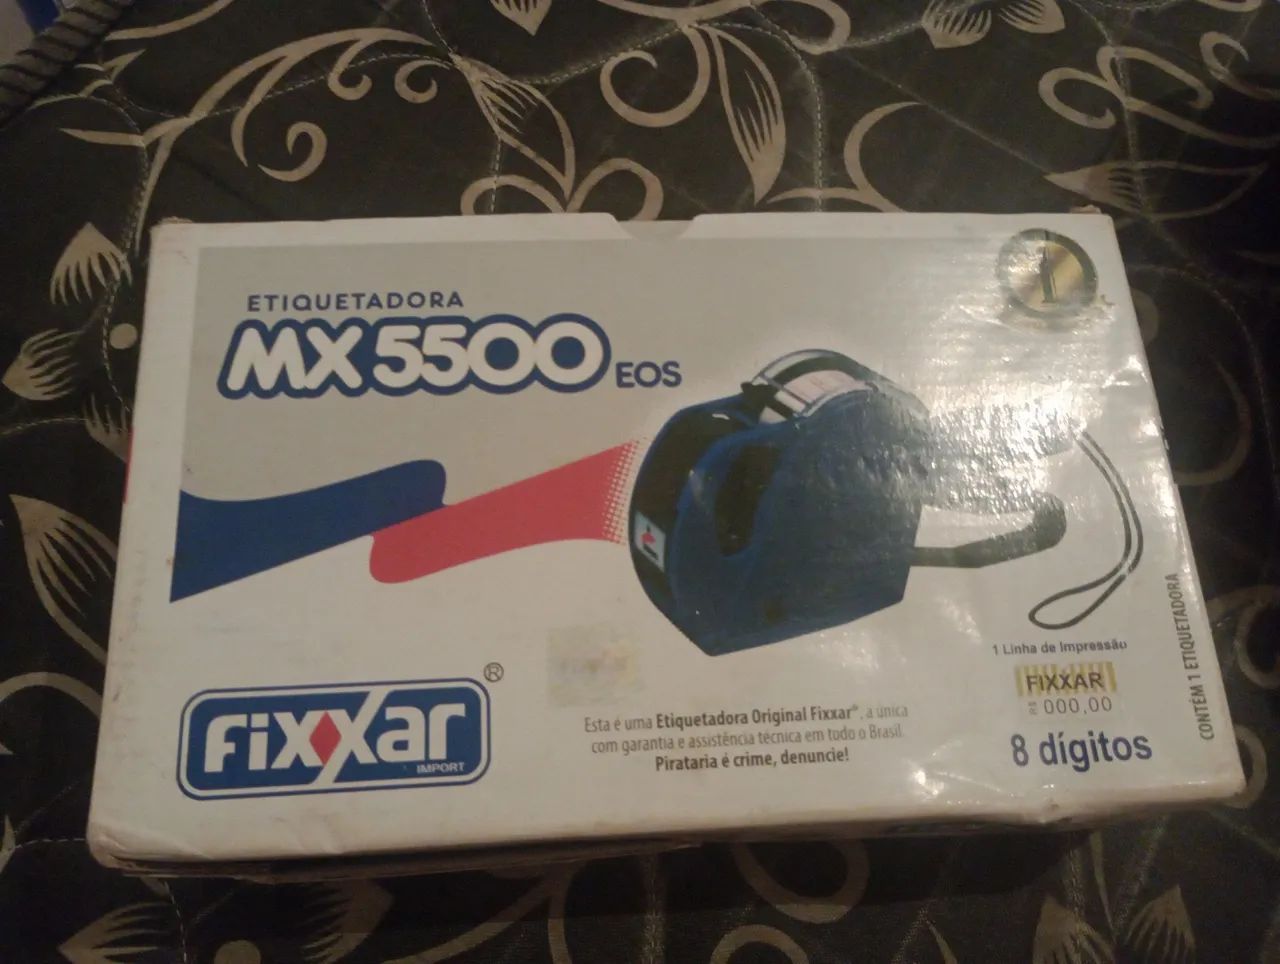 ETIQUETADORA
MX5500 EOS
fixxar®
IMPORT
Esta é uma Etiquetadora Original Fixxar®, a única
com garantia e assistência técnica em todo o Brasil.
Pirataria é crime, denuncie!
1 Linha de Impressão
FIXXAR
R$ 000,00
8 dígitos
CONTÉM 1 ETIQUETADORA